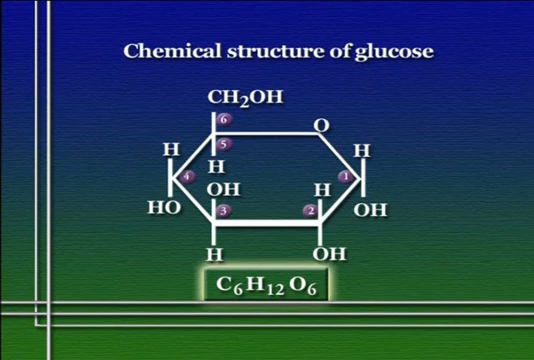 Chemical structure of glucose
CH₂OH
6
O
5
H
H
H
4
1
OH
H
HO
3
2
OH
H
OH
C₆H₁₂O₆